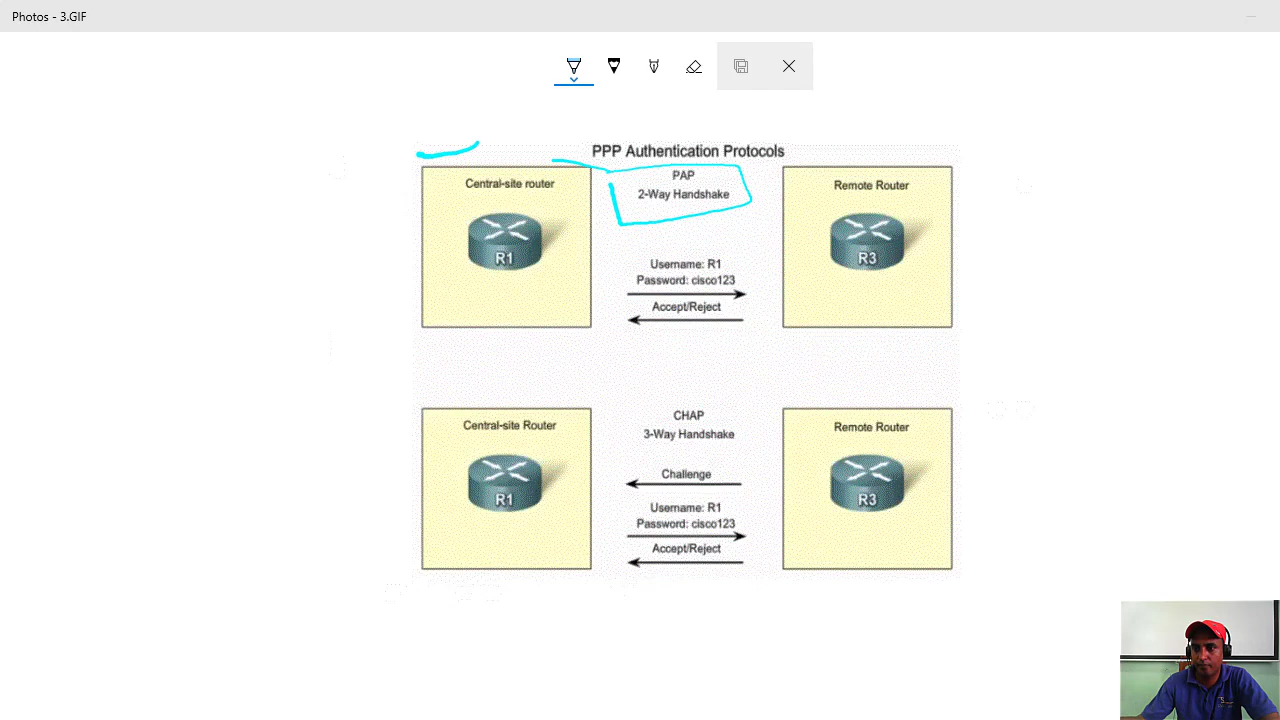 Photos - 3.GIF
PPP Authentication Protocols
Central-site router
PAP
2-Way Handshake
Remote Router
R1
R3
Username: R1
Password: cisco123
Accept/Reject
Central-site Router
CHAP
3-Way Handshake
Remote Router
Challenge
R1
R3
Username: R1
Password: cisco123
Accept/Reject